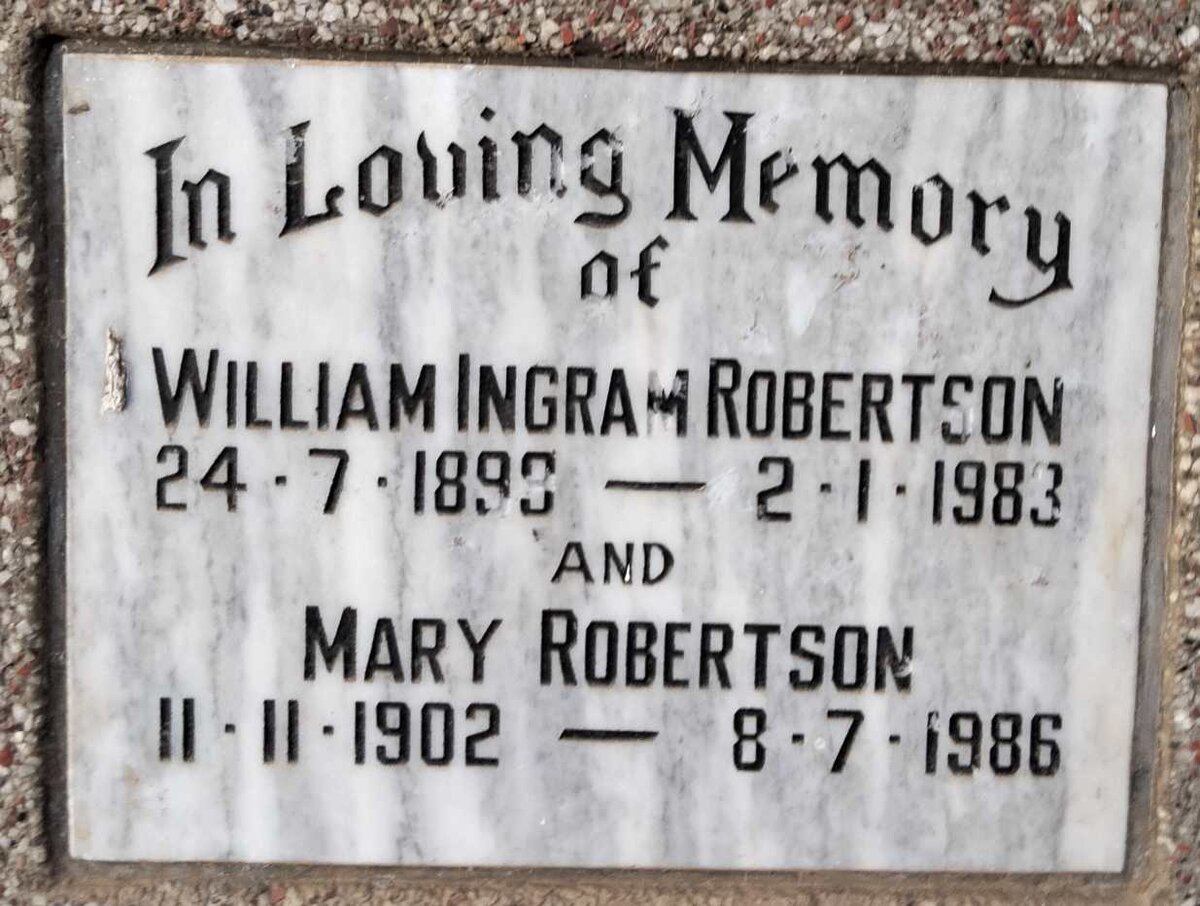 In Loving Memory
of
WILLIAM INGRAM ROBERTSON
24 · 7 · 1893 — 2 · 1 · 1983
AND
MARY ROBERTSON
11 · 11 · 1902 — 8 · 7 · 1986